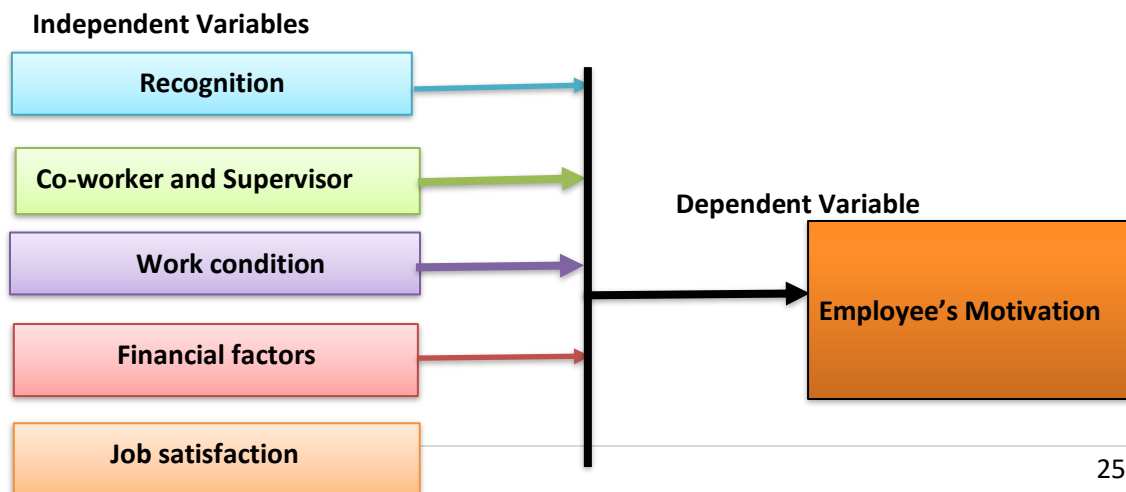 Independent Variables
Recognition
Co-worker and Supervisor
Work condition
Financial factors
Job satisfaction
Dependent Variable
Employee’s Motivation
25